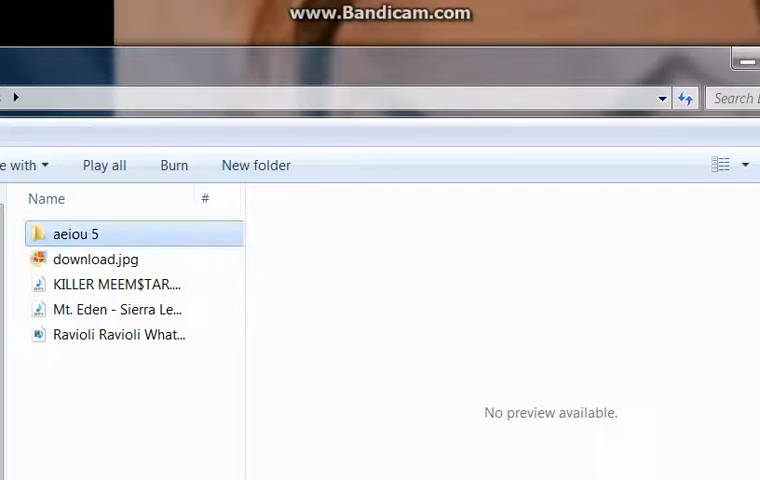 www.Bandicam.com
Search
e with
Play all
Burn
New folder
Name
#
aeiou 5
download.jpg
KILLER MEEM$TAR....
Mt. Eden - Sierra Le...
Ravioli Ravioli What...
No preview available.